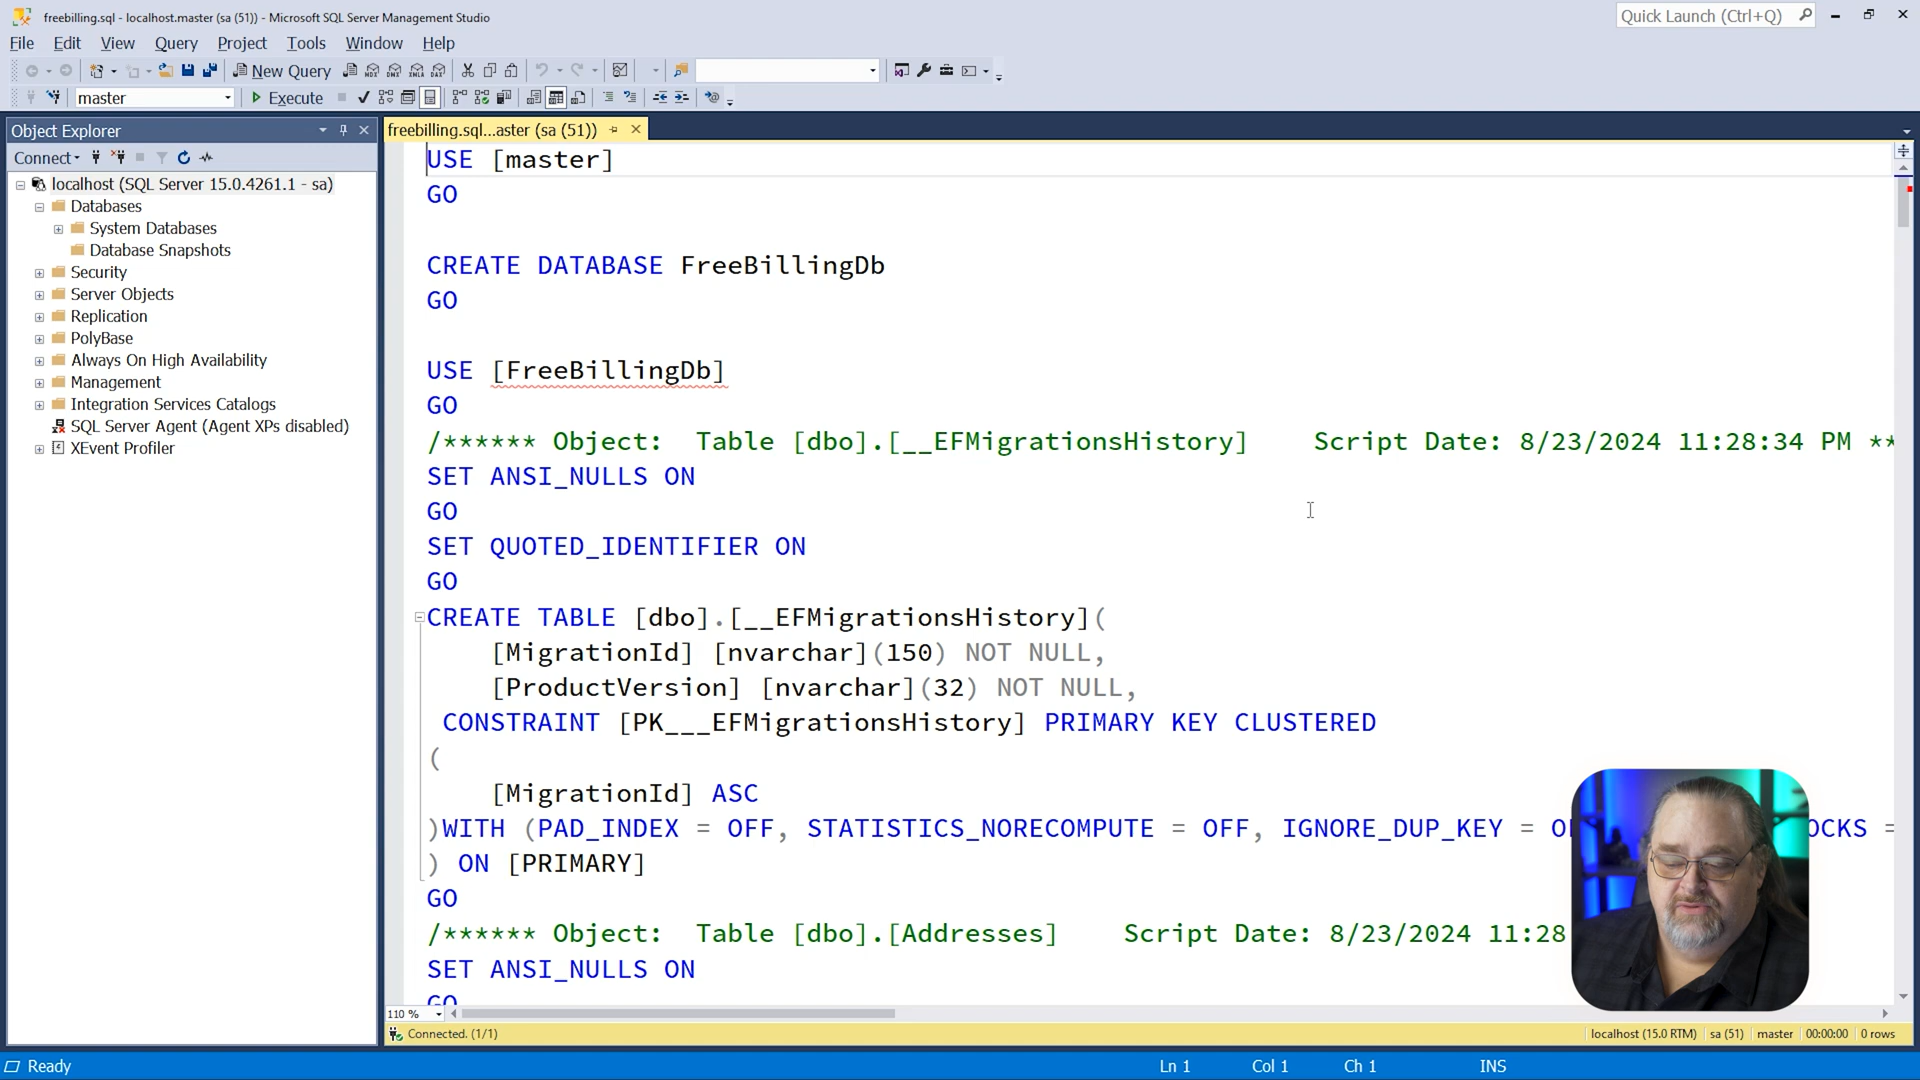 freebilling.sql - localhost.master (sa (51)) - Microsoft SQL Server Management Studio
Quick Launch (Ctrl+Q)
File Edit View Query Project Tools Window Help
New Query
master
Execute
Object Explorer
Connect
localhost (SQL Server 15.0.4261.1 - sa)
Databases
System Databases
Database Snapshots
Security
Server Objects
Replication
PolyBase
Always On High Availability
Management
Integration Services Catalogs
SQL Server Agent (Agent XPs disabled)
XEvent Profiler
freebilling.sql...aster (sa (51))
USE [master]
GO
CREATE DATABASE FreeBillingDb
GO
USE [FreeBillingDb]
GO
/****** Object:  Table [dbo].[__EFMigrationsHistory]    Script Date: 8/23/2024 11:28:34 PM **
SET ANSI_NULLS ON
GO
SET QUOTED_IDENTIFIER ON
GO
CREATE TABLE [dbo].[__EFMigrationsHistory](
[MigrationId] [nvarchar](150) NOT NULL,
[ProductVersion] [nvarchar](32) NOT NULL,
CONSTRAINT [PK___EFMigrationsHistory] PRIMARY KEY CLUSTERED
(
[MigrationId] ASC
)WITH (PAD_INDEX = OFF, STATISTICS_NORECOMPUTE = OFF, IGNORE_DUP_KEY =
) ON [PRIMARY]
GO
/****** Object:  Table [dbo].[Addresses]    Script Date: 8/23/2024 11:28
SET ANSI_NULLS ON
GO
110 %
Connected. (1/1)
localhost (15.0 RTM) sa (51) master 00:00:00 0 rows
Ready
Ln 1 Col 1 Ch 1 INS